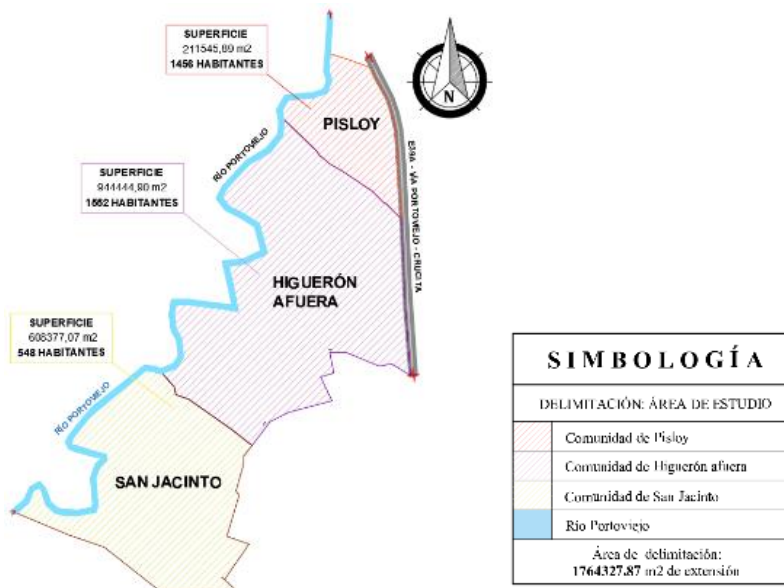 SUPERFICIE
211545,89 m2
1456 HABITANTES
N
PISLOY
RÍO PORTOVIEJO
E39A - VÍA PORTOVIEJO - CRUCITA
SUPERFICIE
944444,90 m2
HABITANTES
HIGUERÓN
AFUERA
SUPERFICIE
608377,07 m2
548 HABITANTES
RÍO PORTOVIEJO
SAN JACINTO
SIMBOLOGÍA
DELIMITACIÓN: ÁREA DE ESTUDIO
Comunidad de Pisloy
Comunidad de Higuerón afuera
Comunidad de San Jacinto
Río Portoviejo
Área de delimitación:
1764327.87 m2 de extensión